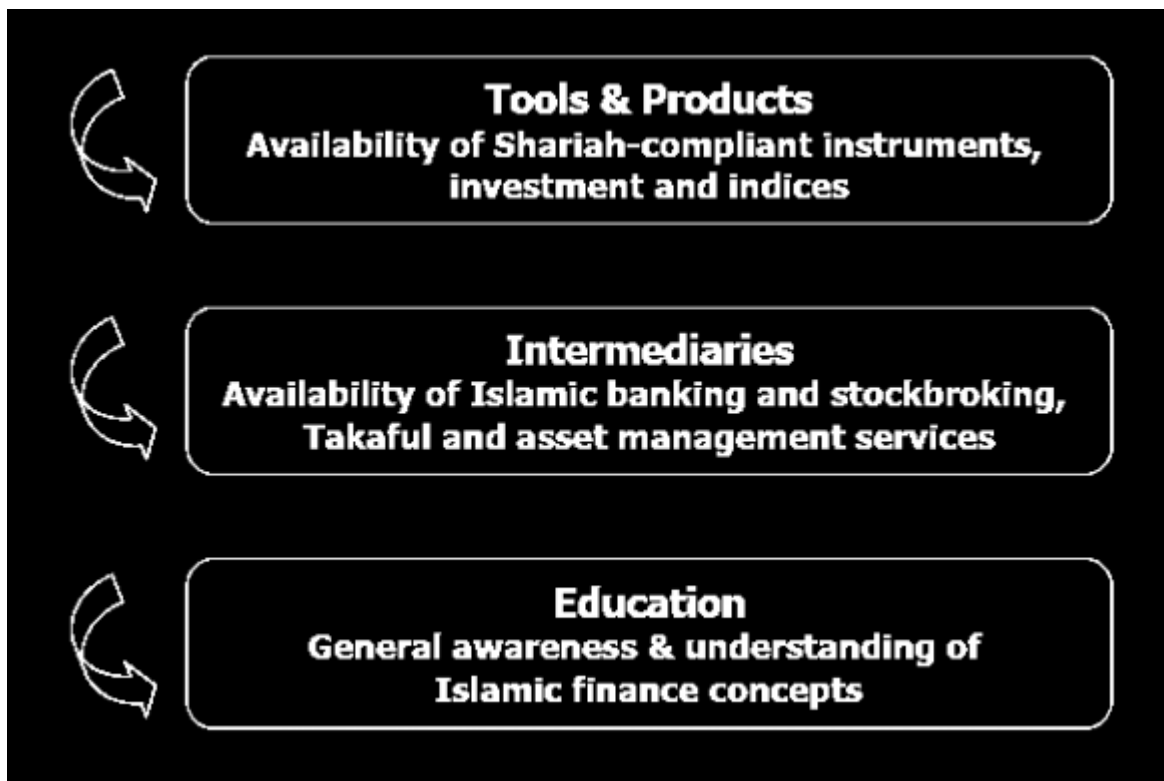 Tools & Products
Availability of Shariah-compliant instruments,
investment and indices
Intermediaries
Availability of Islamic banking and stockbroking,
Takaful and asset management services
Education
General awareness & understanding of
Islamic finance concepts